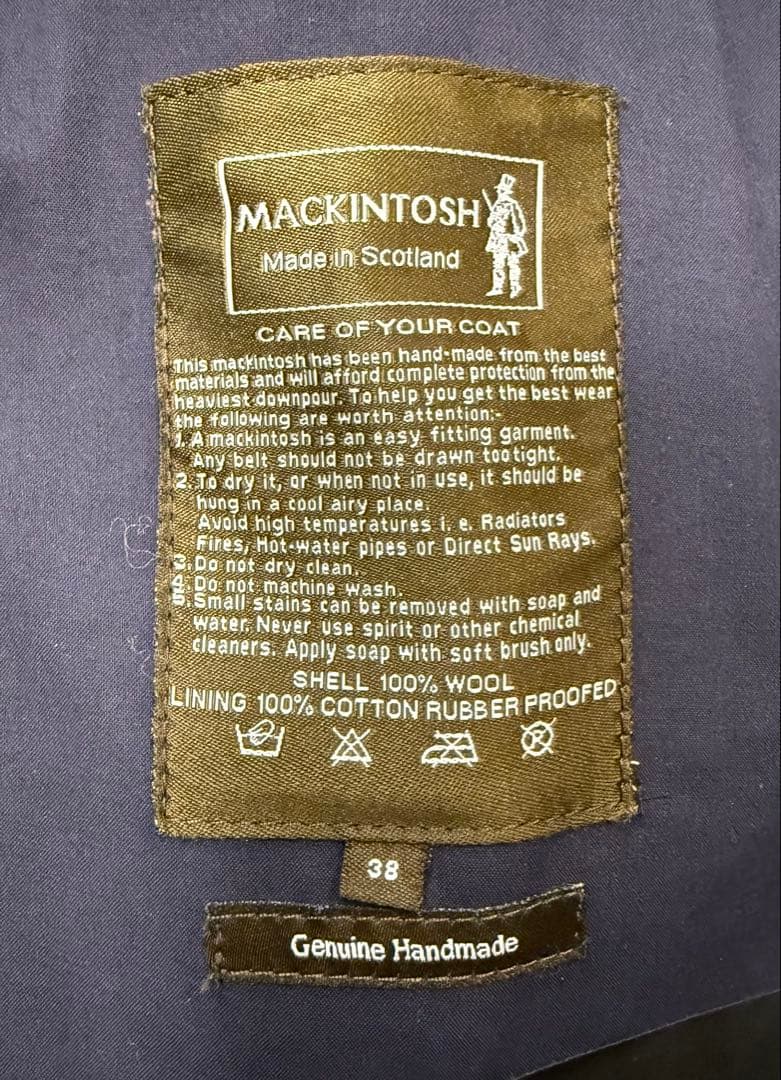 MACKINTOSH
Made in Scotland
CARE OF YOUR COAT
This mackintosh has been hand-made from the best
materials and will afford complete protection from the
heaviest downpour. To help you get the best wear
the following are worth attention:-
1. A mackintosh is an easy fitting garment.
Any belt should not be drawn too tight.
2. To dry it, or when not in use, it should be
hung in a cool airy place.
Avoid high temperatures i. e. Radiators
Fires, Hot-water pipes or Direct Sun Rays.
3. Do not dry clean.
4. Do not machine wash.
5. Small stains can be removed with soap and
water. Never use spirit or other chemical
cleaners. Apply soap with soft brush only.
SHELL 100% WOOL
LINING 100% COTTON RUBBER PROOFED
38
Genuine Handmade